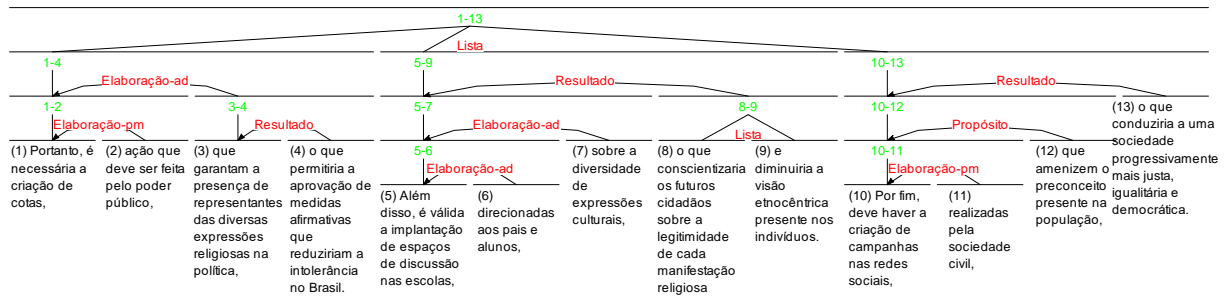 1-13
Lista
1-4
5-9
10-13
Elaboração-ad
Resultado
Resultado
1-2
3-4
5-7
8-9
10-12
Elaboração-pm
Resultado
Elaboração-ad
Lista
Propósito
(1) Portanto, é
necessária a
criação de
cotas,
(2) ação que
deve ser feita
pelo poder
público,
(3) que
garantam a
presença de
representantes
das diversas
expressões
religiosas na
política,
(4) o que
permitiria a
aprovação de
medidas
afirmativas
que
reduziriam a
intolerância
no Brasil.
5-6
Elaboração-ad
(5) Além
disso, é válida
a implantação
de espaços
de discussão
nas escolas,
(6)
direcionadas
aos pais e
alunos,
(7) sobre a
diversidade
de
expressões
culturais,
(8) o que
conscientizaria
os futuros
cidadãos
sobre a
legitimidade
de cada
manifestação
religiosa
(9) e
diminuiria a
visão
etnocêntrica
presente nos
indivíduos.
10-11
Elaboração-pm
(10) Por fim,
deve haver a
criação de
campanhas
nas redes
sociais,
(11)
realizadas
pela
sociedade
civil,
(12) que
amenizem o
preconceito
presente na
população,
(13) o que
conduziria a uma
sociedade
progressivamente
mais justa,
igualitária e
democrática.